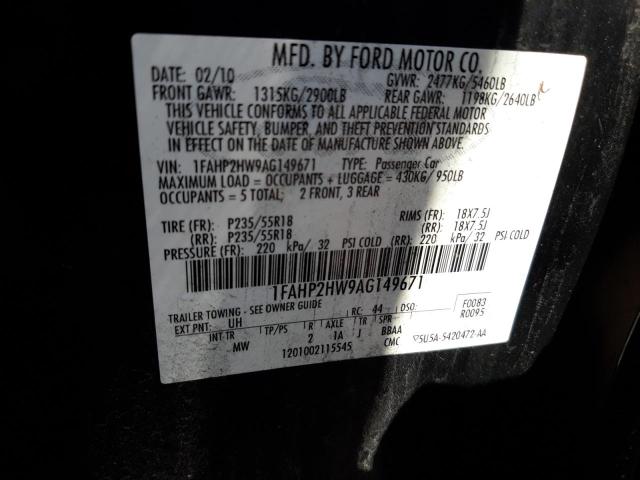 MFD. BY FORD MOTOR CO.
DATE: 02/10 GVWR: 2477KG/5460LB
FRONT GAWR: 1315KG/2900LB REAR GAWR: 1198KG/2640LB
THIS VEHICLE CONFORMS TO ALL APPLICABLE FEDERAL MOTOR
VEHICLE SAFETY, BUMPER, AND THEFT PREVENTION STANDARDS
IN EFFECT ON THE DATE OF MANUFACTURE SHOWN ABOVE.
VIN: 1FAHP2HW9AG149671 TYPE: Passenger Car
MAXIMUM LOAD = OCCUPANTS + LUGGAGE = 430KG/950LB
OCCUPANTS = 5 TOTAL: 2 FRONT, 3 REAR
TIRE (FR): P235/55R18 RIMS (FR): 18X7.5J
(RR): P235/55R18 (RR): 18X7.5J
PRESSURE (FR): 220 kPa/ 32 PSI COLD (RR): 220 kPa/ 32 PSI COLD
1FAHP2HW9AG149671
TRAILER TOWING - SEE OWNER GUIDE RC: 44 DSO: F0083
R0095
EXT PNT: UH TP/PS R AXLE TR SPR
MW 2 1A J BBAA
1201002115545 CMC 5U5A-5420472-AA